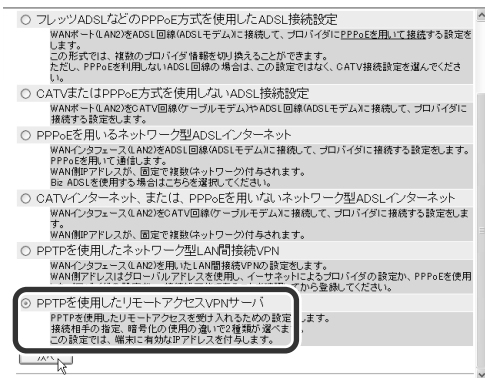 フレッツADSLなどのPPPoE方式を使用したADSL接続設定
WANポート(LAN2)をADSL回線(ADSLモデム)に接続して、プロバイダにPPPoEを用いて接続する設定を
します。
この形式では、複数のプロバイダ情報を切り換えることができます。
ただし、PPPoEを利用しないADSL回線の場合は、この設定ではなく、CATV接続設定を選んでくださ
い。
CATVまたはPPPoE方式を使用しないADSL接続設定
WANポート(LAN2)をCATV回線(ケーブルモデム)やADSL回線(ADSLモデム)に接続して、プロバイダに
接続する設定をします。
PPPoEを用いるネットワーク型ADSLインターネット
WANインタフェース(LAN2)をADSL回線(ADSLモデム)に接続して、プロバイダに接続する設定をします。
PPPoEを用いて通信します。
WAN側IPアドレスが、固定で複数(ネットワーク)付与されます。
Biz ADSLを使用する場合はこちらを選択してください。
CATVインターネット、または、PPPoEを用いないネットワーク型ADSLインターネット
WANインタフェース(LAN2)をCATV回線(ケーブルモデム)に接続して、プロバイダに接続する設定をしま
す。
WAN側IPアドレスが、固定で複数(ネットワーク)付与されます。
PPTPを使用したネットワーク型LAN間接続VPN
WANインタフェース(LAN2)を用いたLAN間接続VPNの設定をします。
WAN側アドレスはグローバルアドレスを使用し、イーサネットによるプロバイダの設定か、PPPoEを使用
てから登録してください。
PPTPを使用したリモートアクセスVPNサーバ
PPTPを使用したリモートアクセスを受け入れるための設定 します。
接続相手の指定、暗号化の使用の違いで2種類が選べま 。
この設定では、端末に有効なIPアドレスを付与します。